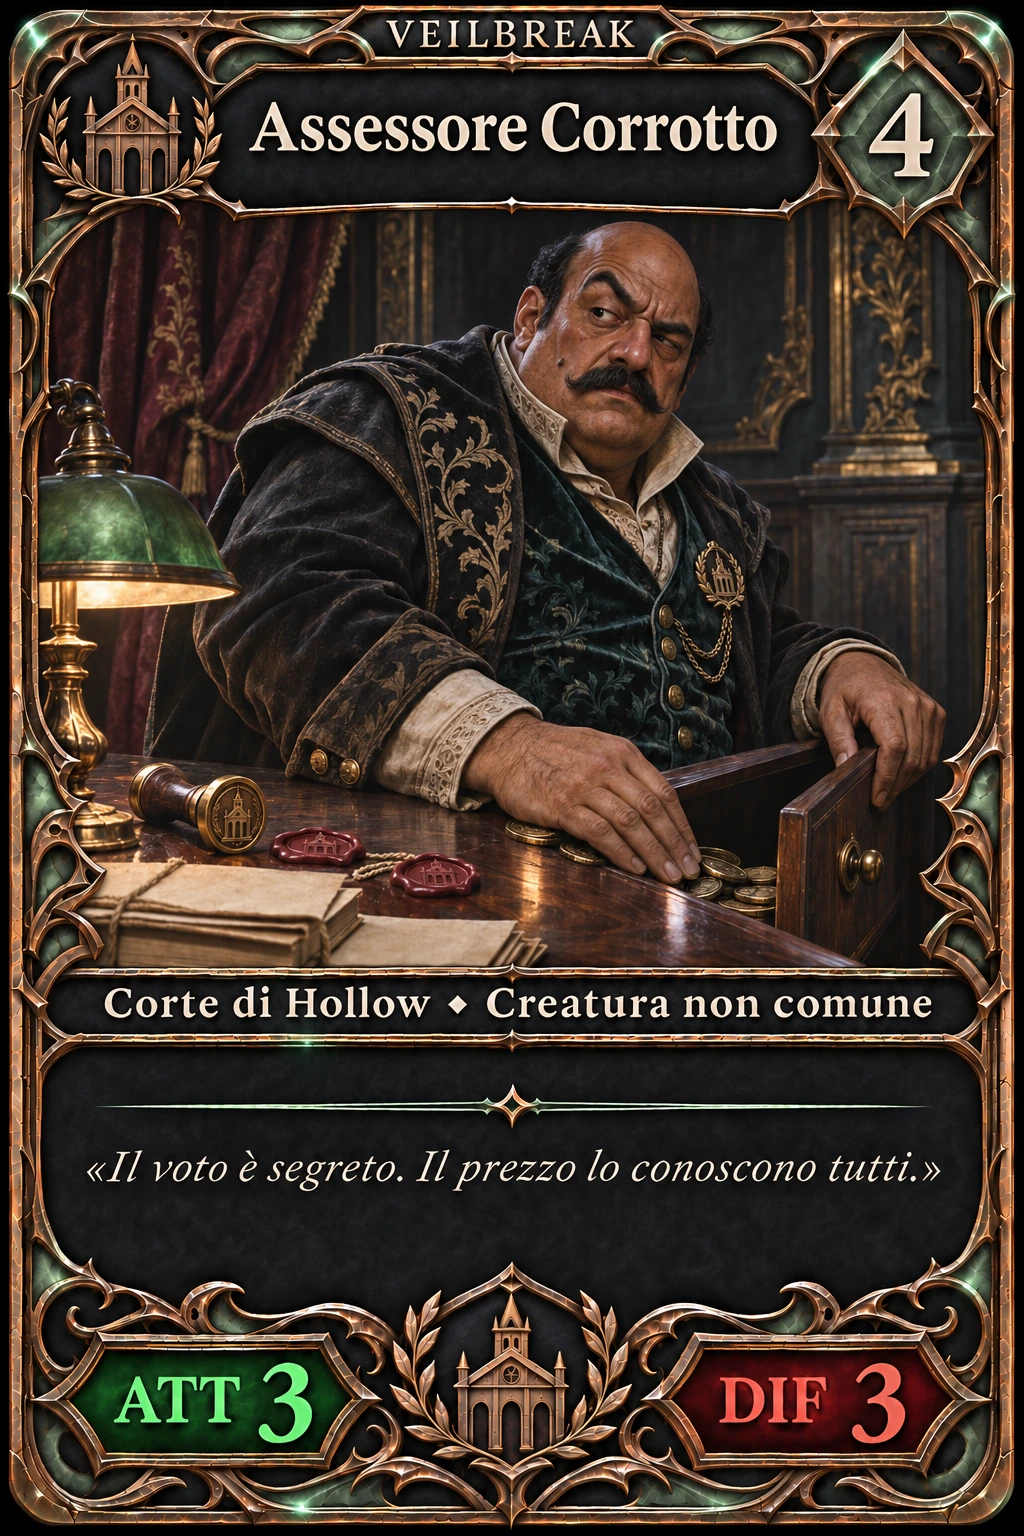 VEILBREAK
Assessore Corrotto
4
Corte di Hollow ◆ Creatura non comune
«Il voto è segreto. Il prezzo lo conoscono tutti.»
ATT 3
DIF 3